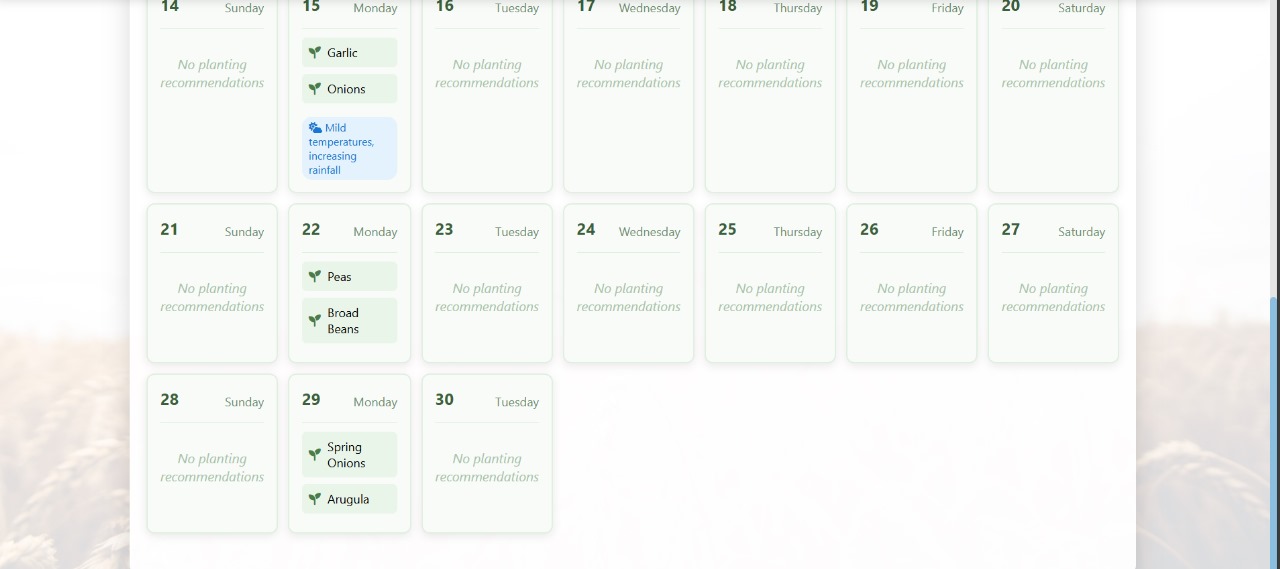 14 Sunday
15 Monday
16 Tuesday
17 Wednesday
18 Thursday
19 Friday
20 Saturday
No planting
recommendations
Garlic
Onions
Mild
temperatures,
increasing
rainfall
No planting
recommendations
No planting
recommendations
No planting
recommendations
No planting
recommendations
No planting
recommendations
21 Sunday
No planting
recommendations
22 Monday
Peas
Broad
Beans
23 Tuesday
No planting
recommendations
24 Wednesday
No planting
recommendations
25 Thursday
No planting
recommendations
26 Friday
No planting
recommendations
27 Saturday
No planting
recommendations
28 Sunday
No planting
recommendations
29 Monday
Spring
Onions
Arugula
30 Tuesday
No planting
recommendations